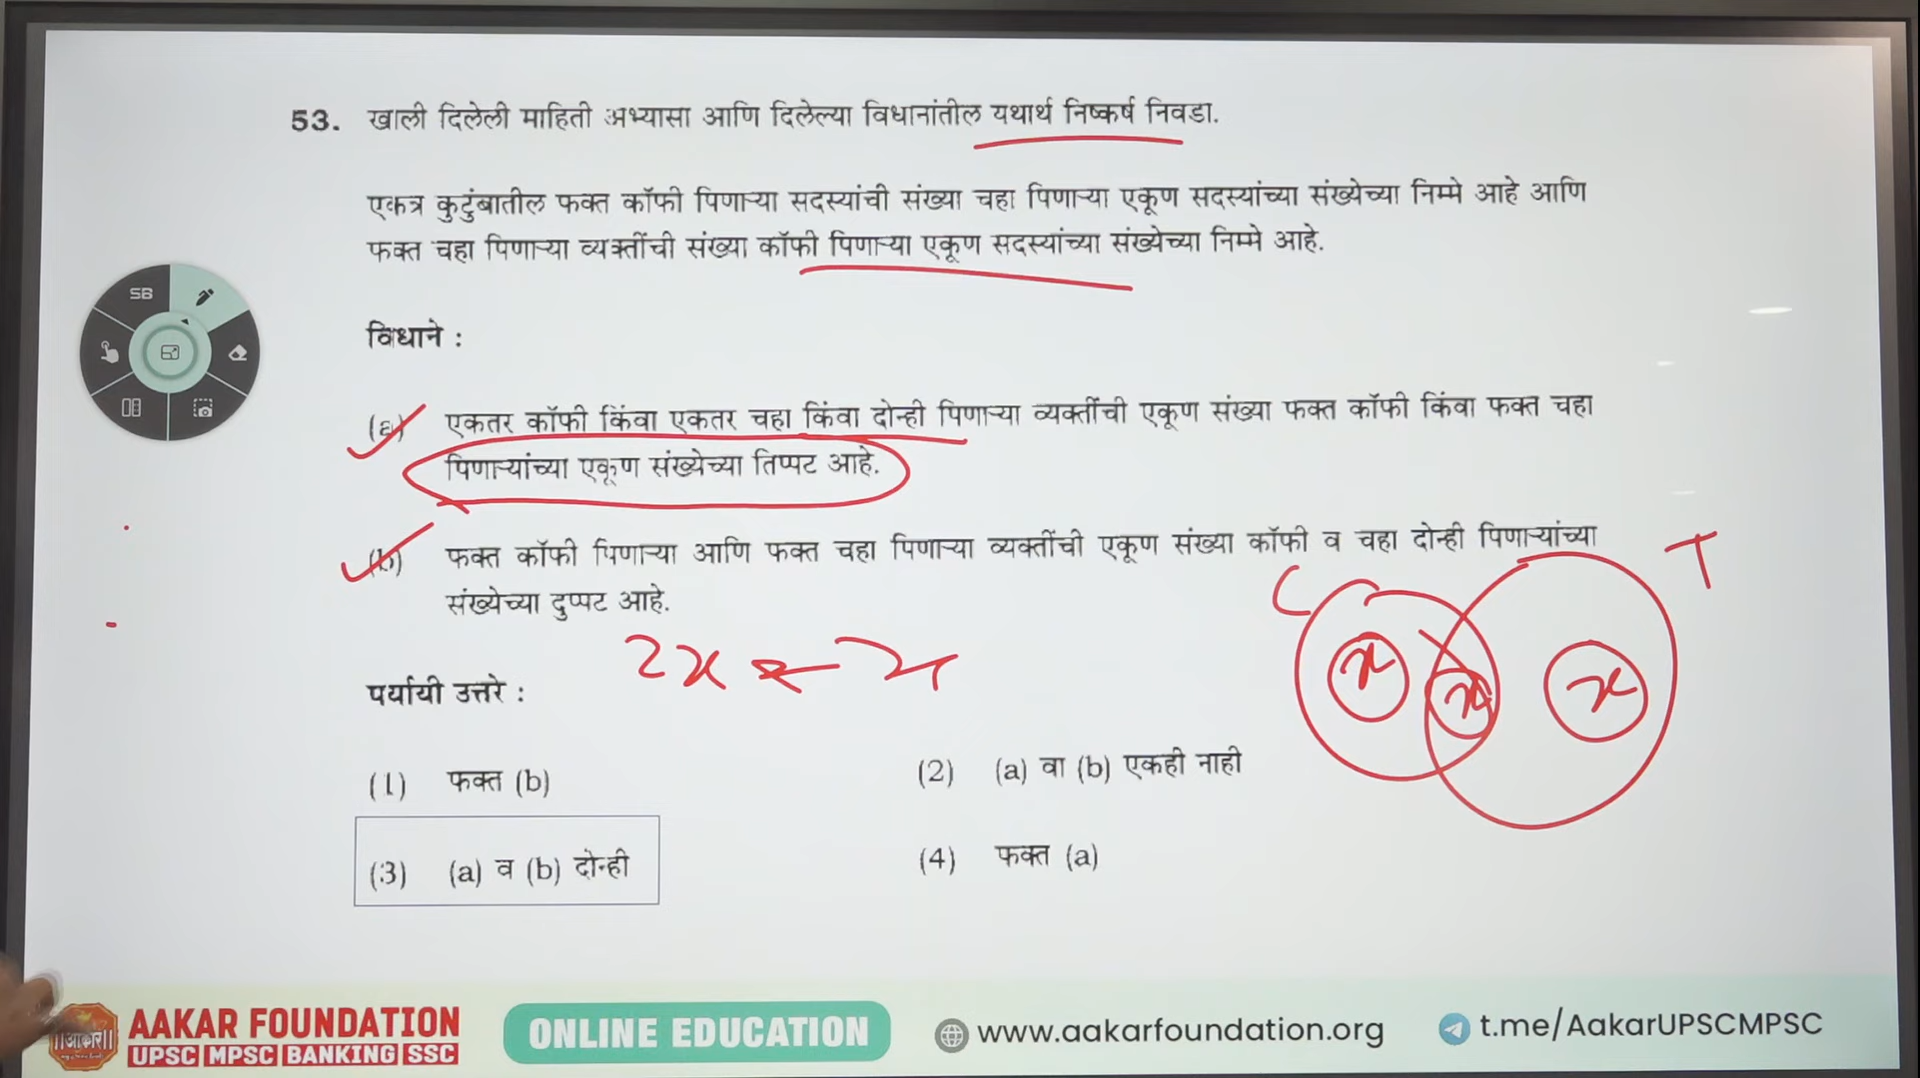 53. खाली दिलेली माहिती अभ्यासा आणि दिलेल्या विधानांतील यथार्थ निष्कर्ष निवडा.
एकत्र कुटुंबातील फक्त कॉफी पिणाऱ्या सदस्यांची संख्या चहा पिणाऱ्या एकूण सदस्यांच्या संख्येच्या निम्मे आहे आणि
फक्त चहा पिणाऱ्या व्यक्तींची संख्या कॉफी पिणाऱ्या एकूण सदस्यांच्या संख्येच्या निम्मे आहे.
SB
विधाने :
(a) एकतर कॉफी किंवा एकतर चहा किंवा दोन्ही पिणाऱ्या व्यक्तींची एकूण संख्या फक्त कॉफी किंवा फक्त चहा
पिणाऱ्यांच्या एकूण संख्येच्या तिप्पट आहे.
(b) फक्त कॉफी पिणाऱ्या आणि फक्त चहा पिणाऱ्या व्यक्तींची एकूण संख्या कॉफी व चहा दोन्ही पिणाऱ्यांच्या
संख्येच्या दुप्पट आहे.
C T
x x x
2x ←
पर्यायी उत्तरे :
(1) फक्त (b) (2) (a) वा (b) एकही नाही
(3) (a) व (b) दोन्ही (4) फक्त (a)
॥आकार॥ AAKAR FOUNDATION
UPSC MPSC BANKING SSC
ONLINE EDUCATION
www.aakarfoundation.org
t.me/AakarUPSCMPSC